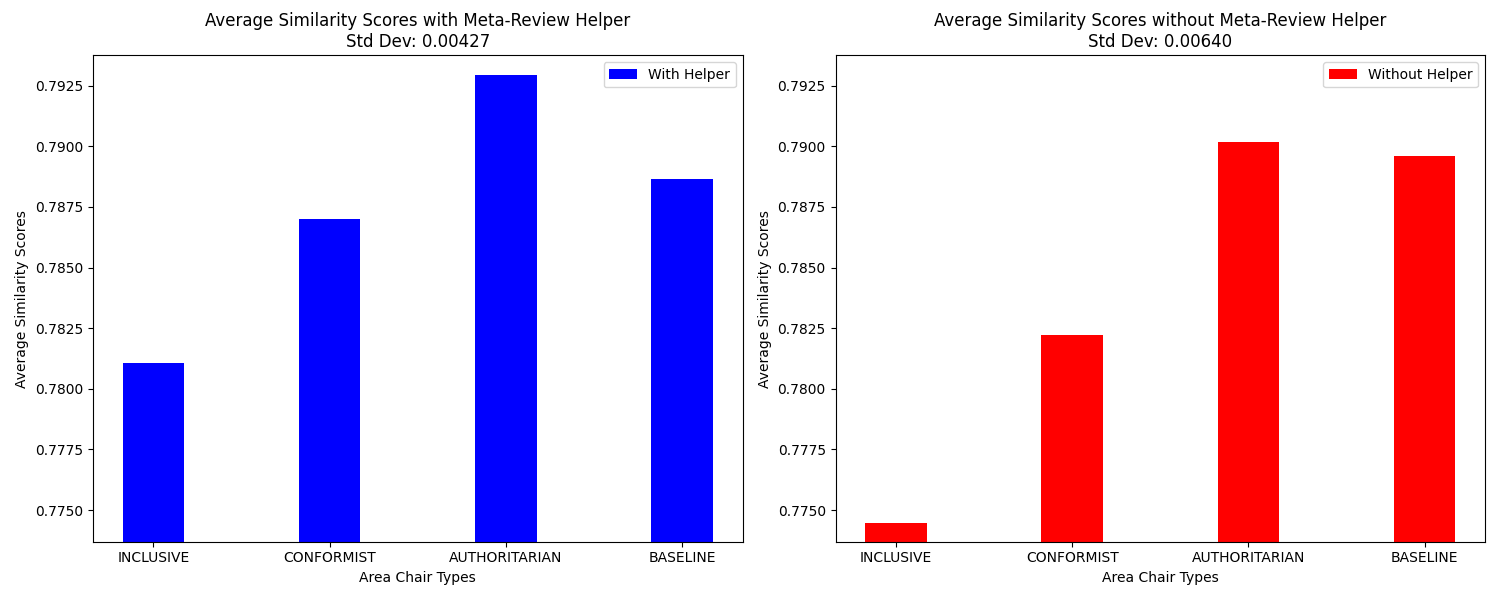 Average Similarity Scores with Meta-Review Helper
Std Dev: 0.00427
With Helper
0.7925
0.7900
0.7875
0.7850
0.7825
0.7800
0.7775
0.7750
Average Similarity Scores
INCLUSIVE
CONFORMIST
AUTHORITARIAN
BASELINE
Area Chair Types
Average Similarity Scores without Meta-Review Helper
Std Dev: 0.00640
Without Helper
0.7925
0.7900
0.7875
0.7850
0.7825
0.7800
0.7775
0.7750
Average Similarity Scores
INCLUSIVE
CONFORMIST
AUTHORITARIAN
BASELINE
Area Chair Types